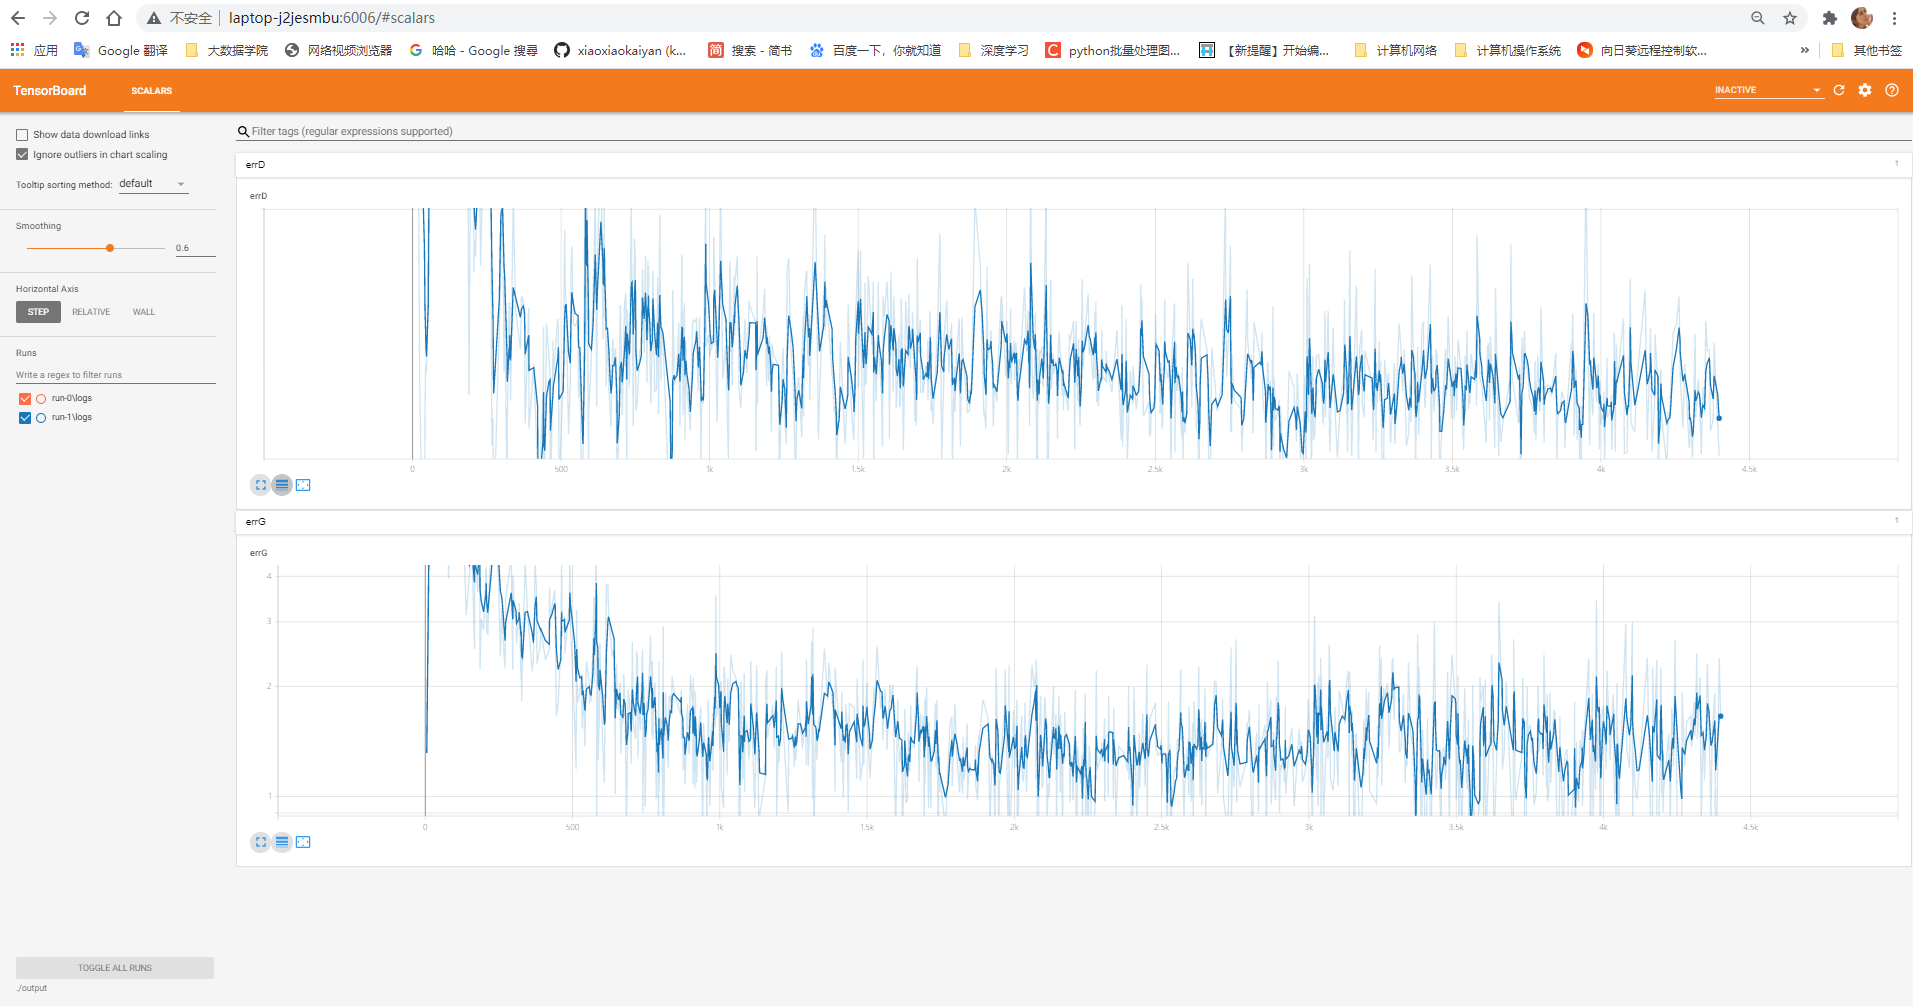 不安全 laptop-j2jesmbu:6006/#scalars
应用 Google 翻译 大数据学院 网络视频浏览器 哈哈 - Google 搜尋 xiaoxiaokaiyan (k... 简 搜索 - 简书 百度一下，你就知道 深度学习 C python批量处理图... 【新提醒】开始编... 计算机网络 计算机操作系统 向日葵远程控制软... » 其他书签
TensorBoard SCALARS INACTIVE
Show data download links
Ignore outliers in chart scaling
Tooltip sorting method: default
Smoothing
0.6
Horizontal Axis
STEP RELATIVE WALL
Runs
Write a regex to filter runs
run-0\logs
run-1\logs
TOGGLE ALL RUNS
./output
Filter tags (regular expressions supported)
errD 1
errD
0 500 1k 1.5k 2k 2.5k 3k 3.5k 4k 4.5k
errG 1
errG
4
3
2
1
0 500 1k 1.5k 2k 2.5k 3k 3.5k 4k 4.5k